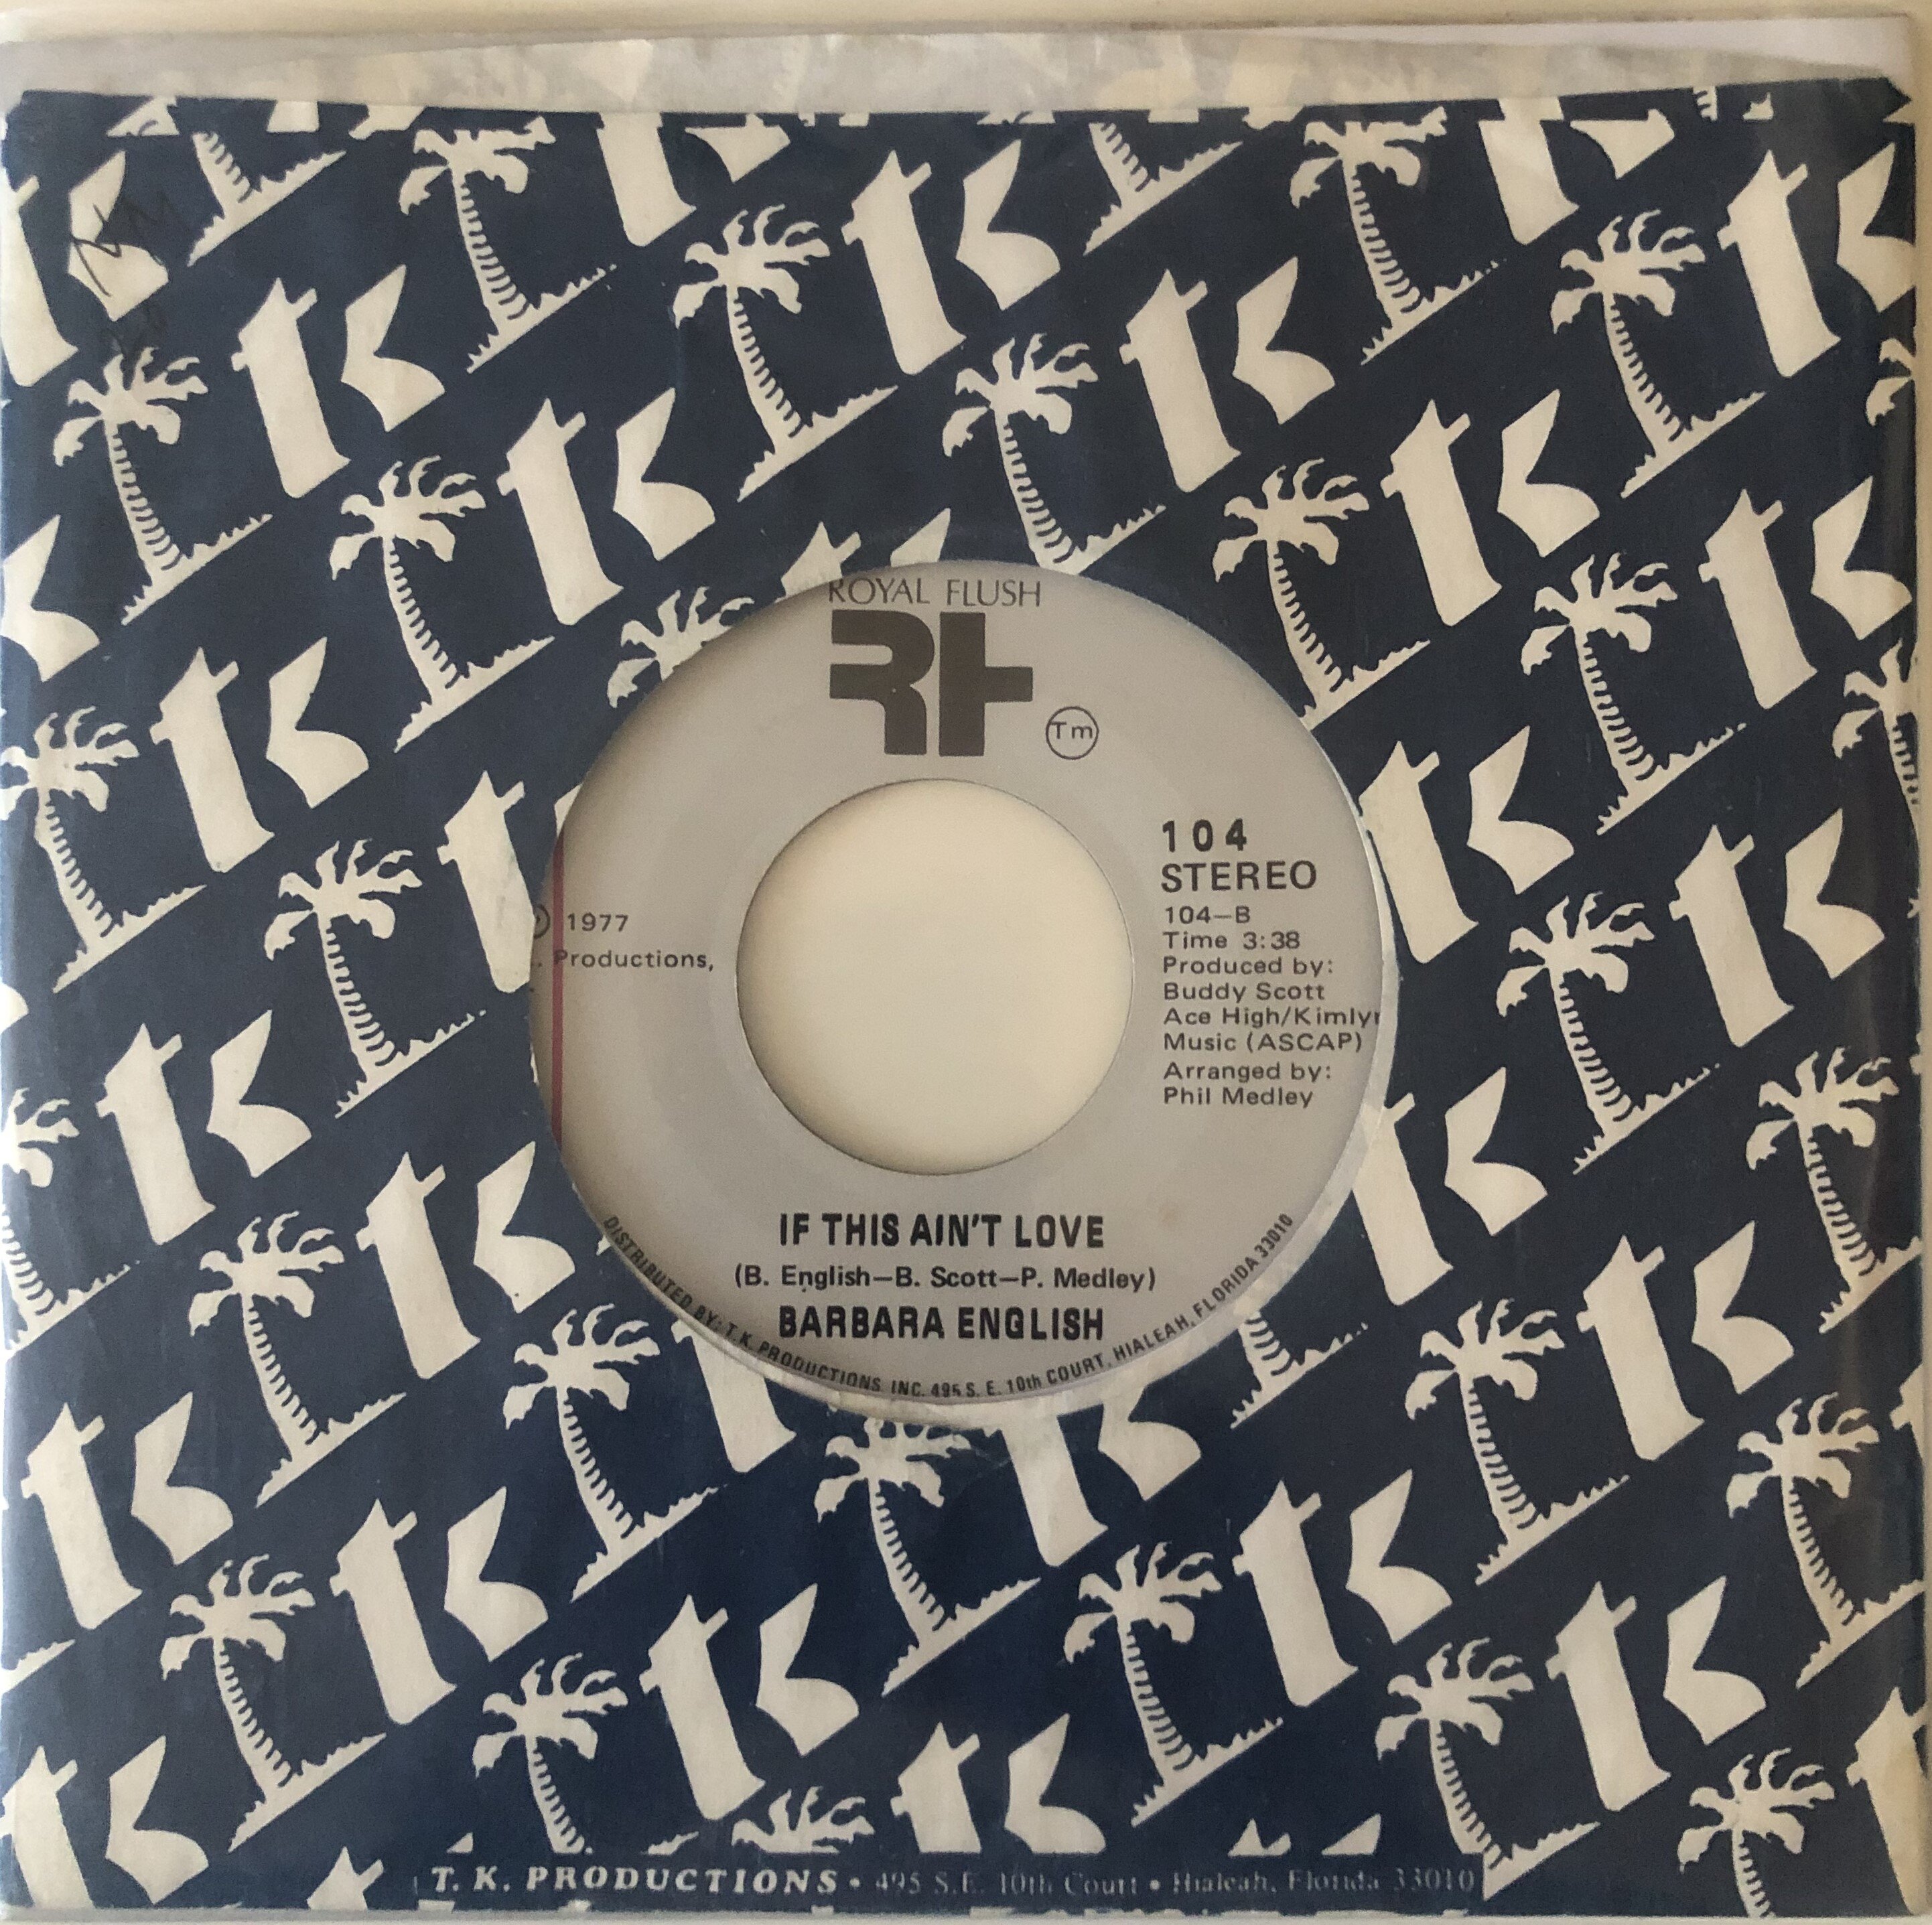 ROYAL FLUSH
Tm
104
STEREO
104-B
Time 3:38
Produced by:
Buddy Scott
Ace High/Kimlyn
Music (ASCAP)
Arranged by:
Phil Medley
℗ 1977
Productions,
IF THIS AIN'T LOVE
(B. English-B. Scott-P. Medley)
BARBARA ENGLISH
DISTRIBUTED BY: T.K. PRODUCTIONS, INC. 495 S. E. 10th COURT, HIALEAH, FLORIDA 33010
T. K. PRODUCTIONS • 495 S.E. 10th Court • Hialeah, Florida 33010